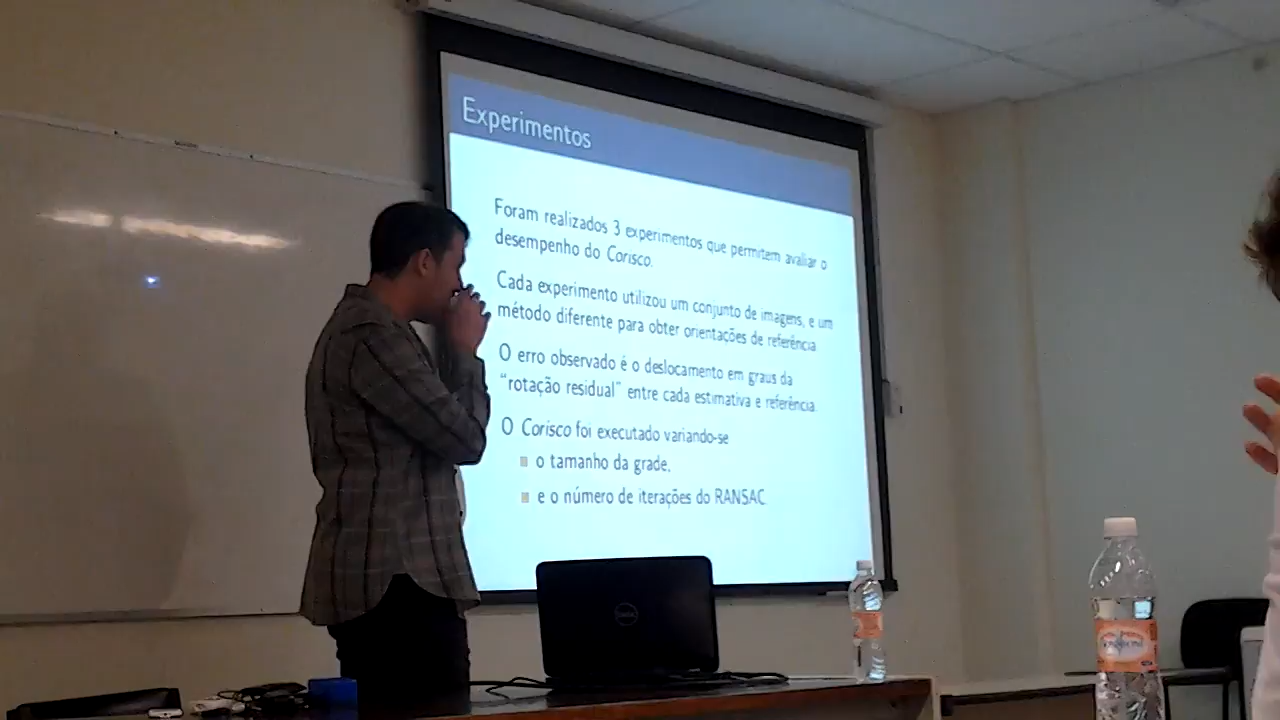 Experimentos
Foram realizados 3 experimentos que permitem avaliar o
desempenho do Corisco.
Cada experimento utilizou um conjunto de imagens, e um
método diferente para obter orientações de referência.
O erro observado é o deslocamento em graus da
“rotação residual” entre cada estimativa e referência.
O Corisco foi executado variando-se
o tamanho da grade,
e o número de iterações do RANSAC.
DELL